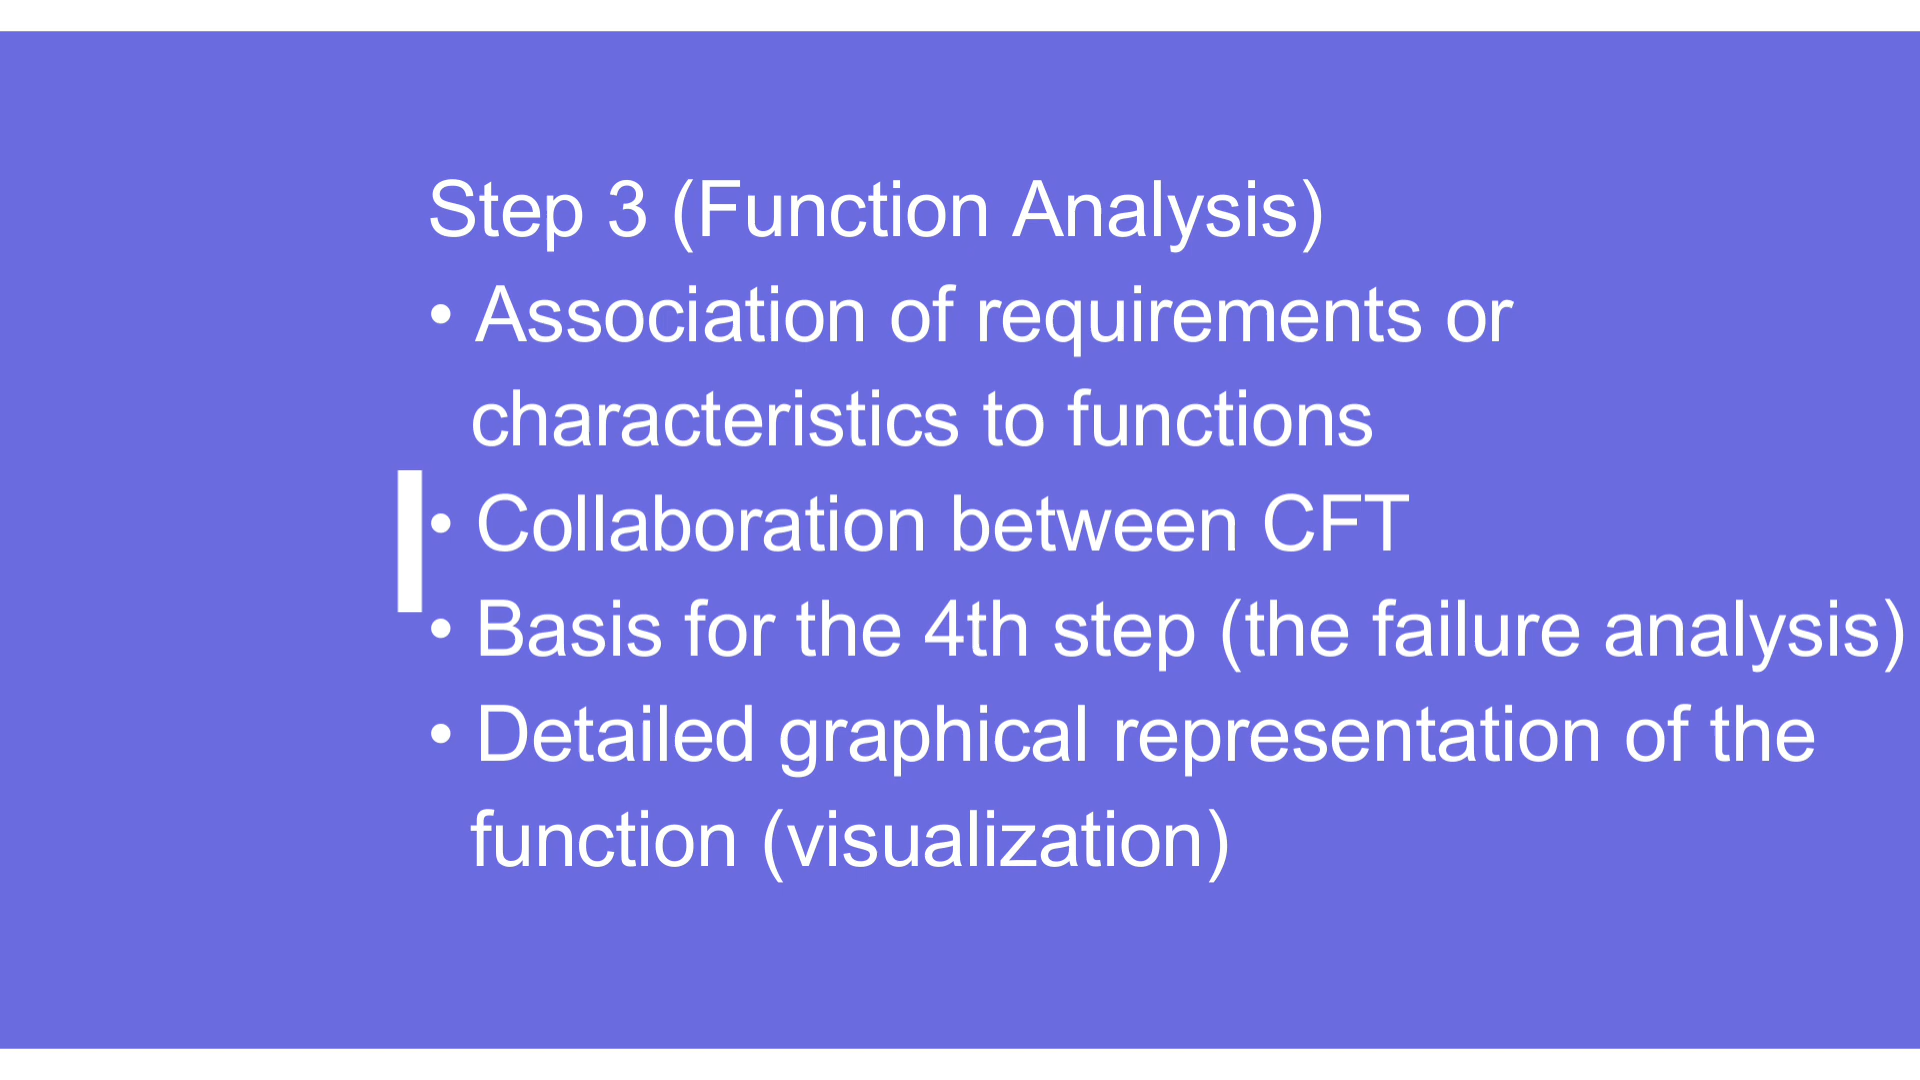 Step 3 (Function Analysis)
• Association of requirements or
characteristics to functions
• Collaboration between CFT
• Basis for the 4th step (the failure analysis)
• Detailed graphical representation of the
function (visualization)